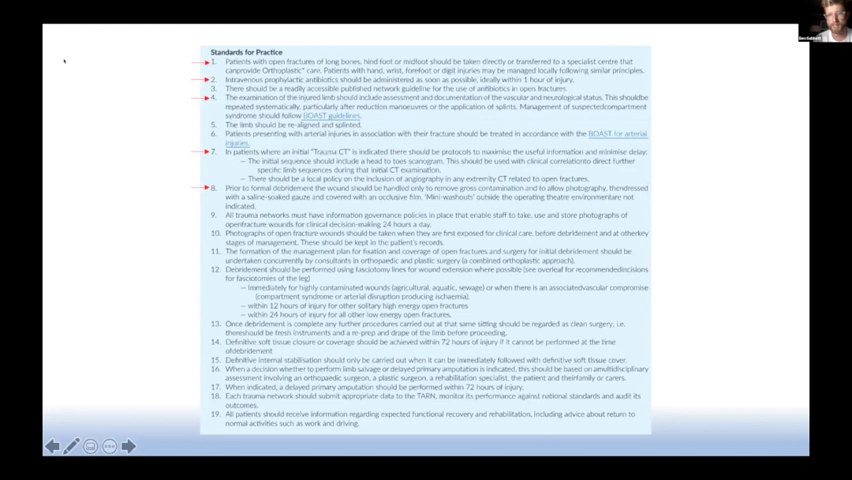 Standards for Practice
1. Patients with open fractures of long bones, hind foot or midfoot should be taken directly or transferred to a specialist centre that
canprovide Orthoplastic* care. Patients with hand, wrist, forefoot or digit injuries may be managed locally following similar principles.
2. Intravenous prophylactic antibiotics should be administered as soon as possible, ideally within 1 hour of injury.
3. There should be a readily accessible published network guideline for the use of antibiotics in open fractures.
4. The examination of the injured limb should include assessment and documentation of the vascular and neurological status. This shouldbe
repeated systematically, particularly after reduction manoeuvres or the application of splints. Management of suspectedcompartment
syndrome should follow BOAST guidelines.
5. The limb should be re-aligned and splinted.
6. Patients presenting with arterial injuries in association with their fracture should be treated in accordance with the BOAST for arterial
injuries.
7. In patients where an initial "Trauma CT" is indicated there should be protocols to maximise the useful information and minimise delay:
— The initial sequence should include a head to toes scanogram. This should be used with clinical correlationto direct further
specific limb sequences during that initial CT examination.
— There should be a local policy on the inclusion of angiography in any extremity CT related to open fractures.
8. Prior to formal debridement the wound should be handled only to remove gross contamination and to allow photography, thendressed
with a saline-soaked gauze and covered with an occlusive film. 'Mini-washouts' outside the operating theatre environmentare not
indicated.
9. All trauma networks must have information governance policies in place that enable staff to take, use and store photographs of
openfracture wounds for clinical decision-making 24 hours a day.
10. Photographs of open fracture wounds should be taken when they are first exposed for clinical care, before debridement and at otherkey
stages of management. These should be kept in the patient's records.
11. The formation of the management plan for fixation and coverage of open fractures and surgery for initial debridement should be
undertaken concurrently by consultants in orthopaedic and plastic surgery (a combined orthoplastic approach).
12. Debridement should be performed using fasciotomy lines for wound extension where possible (see overleaf for recommendedincisions
for fasciotomies of the leg)
— Immediately for highly contaminated wounds (agricultural, aquatic, sewage) or when there is an associatedvascular compromise
(compartment syndrome or arterial disruption producing ischaemia).
— within 12 hours of injury for other solitary high energy open fractures
— within 24 hours of injury for all other low energy open fractures.
13. Once debridement is complete any further procedures carried out at that same sitting should be regarded as clean surgery; i.e.
thereshould be fresh instruments and a re-prep and drape of the limb before proceeding.
14. Definitive soft tissue closure or coverage should be achieved within 72 hours of injury if it cannot be performed at the time
ofdebridement
15. Definitive internal stabilisation should only be carried out when it can be immediately followed with definitive soft tissue cover.
16. When a decision whether to perform limb salvage or delayed primary amputation is indicated, this should be based on amultidisciplinary
assessment involving an orthopaedic surgeon, a plastic surgeon, a rehabilitation specialist, the patient and theirfamily or carers.
17. When indicated, a delayed primary amputation should be performed within 72 hours of injury.
18. Each trauma network should submit appropriate data to the TARN, monitor its performance against national standards and audit its
outcomes.
19. All patients should receive information regarding expected functional recovery and rehabilitation, including advice about return to
normal activities such as work and driving.